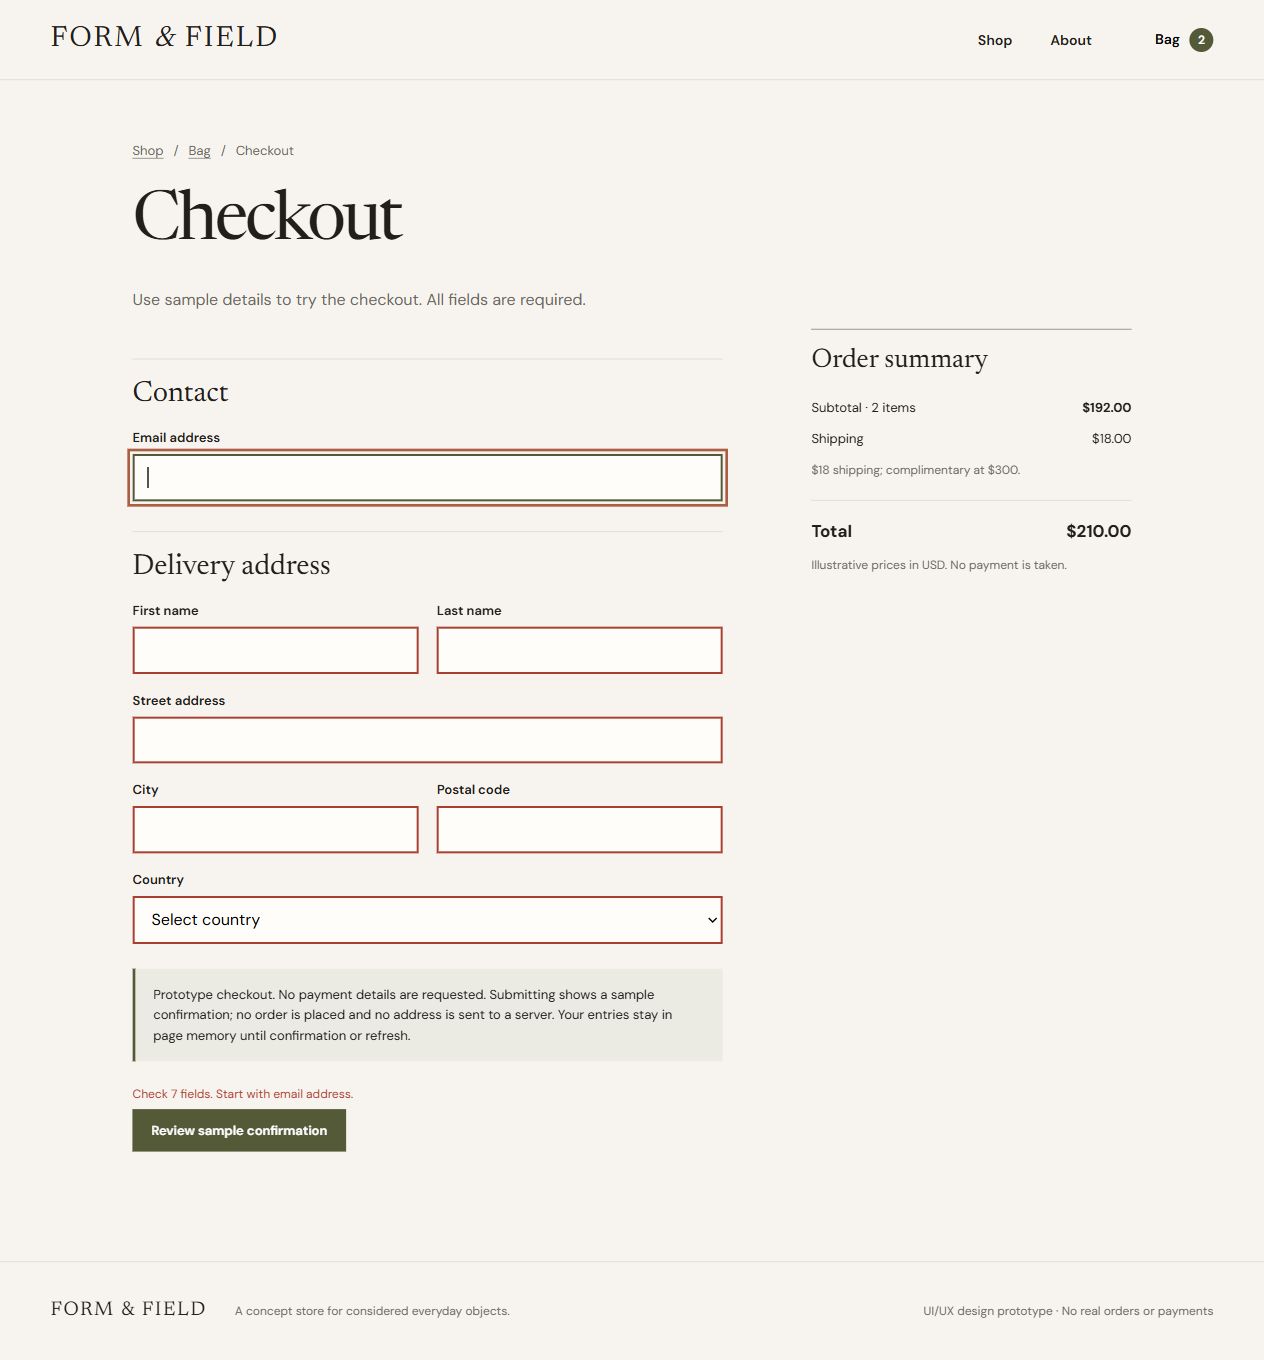 FORM & FIELD
Shop About Bag 2
Shop / Bag / Checkout
Checkout
Use sample details to try the checkout. All fields are required.
Contact
Email address
Delivery address
First name Last name
Street address
City Postal code
Country
Select country
Prototype checkout. No payment details are requested. Submitting shows a sample
confirmation; no order is placed and no address is sent to a server. Your entries stay in
page memory until confirmation or refresh.
Check 7 fields. Start with email address.
Review sample confirmation
Order summary
Subtotal · 2 items $192.00
Shipping $18.00
$18 shipping; complimentary at $300.
Total $210.00
Illustrative prices in USD. No payment is taken.
FORM & FIELD A concept store for considered everyday objects. UI/UX design prototype · No real orders or payments